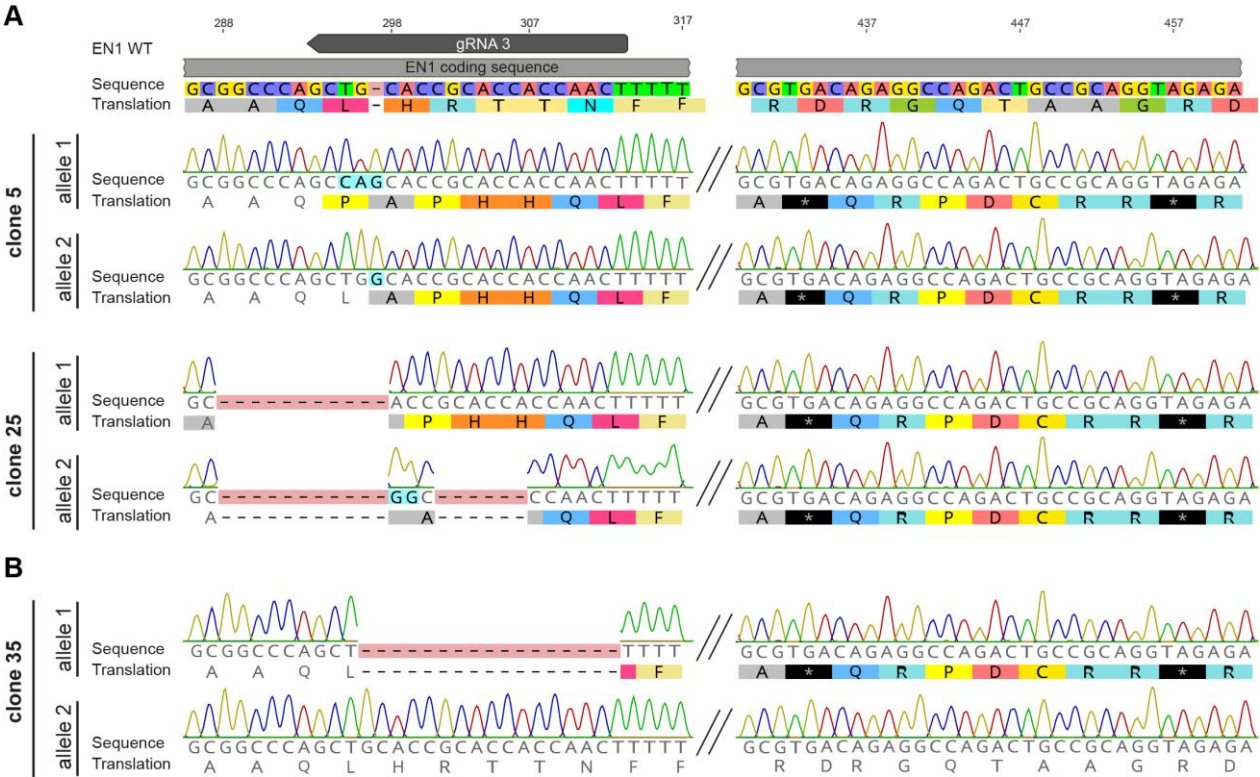 A
288 298 307 317 437 447 457
EN1 WT gRNA 3
EN1 coding sequence
Sequence GCGGCCCAGCTG-CACCGCACCACCAACTTTTT GCGTGACAGAGGCCAGACTGCCGCAGGTAGAGA
Translation A A Q L - H R T T N F F R D R G Q T A A G R D
clone 5
allele 1
Sequence GCGGCCCAGCCAGCACCGCACCACCAACTTTTT GCGTGACAGAGGCCAGACTGCCGCAGGTAGAGA
Translation A A Q P A P H H Q L F A * Q R P D C R R * R
allele 2
Sequence GCGGCCCAGCTGGCACCGCACCACCAACTTTTT GCGTGACAGAGGCCAGACTGCCGCAGGTAGAGA
Translation A A Q L A P H H Q L F A * Q R P D C R R * R
clone 25
allele 1
Sequence GC-----------ACCGCACCACCAACTTTTT GCGTGACAGAGGCCAGACTGCCGCAGGTAGAGA
Translation A P H H Q L F A * Q R P D C R R * R
allele 2
Sequence GC-----------GGC------CCAACTTTTT GCGTGACAGAGGCCAGACTGCCGCAGGTAGAGA
Translation A-----------A------ Q L F A * Q R P D C R R * R
B
clone 35
allele 1
Sequence GCGGCCCAGCT-----------------TTTT GCGTGACAGAGGCCAGACTGCCGCAGGTAGAGA
Translation A A Q L----------------- F A * Q R P D C R R * R
allele 2
Sequence GCGGCCCAGCTGCACCGCACCACCAACTTTTT GCGTGACAGAGGCCAGACTGCCGCAGGTAGAGA
Translation A A Q L H R T T N F F R D R G Q T A A G R D